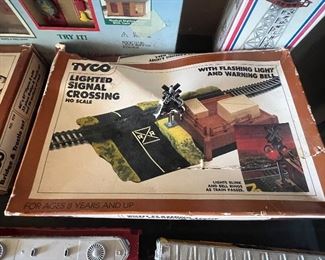 TRY IT!
TYCO
LIGHTED
SIGNAL
CROSSING
HO SCALE
WITH FLASHING LIGHT
AND WARNING BELL
LIGHTS BLINK
AND BELL RINGS
AS TRAIN PASSES.
FOR AGES 8 YEARS AND UP